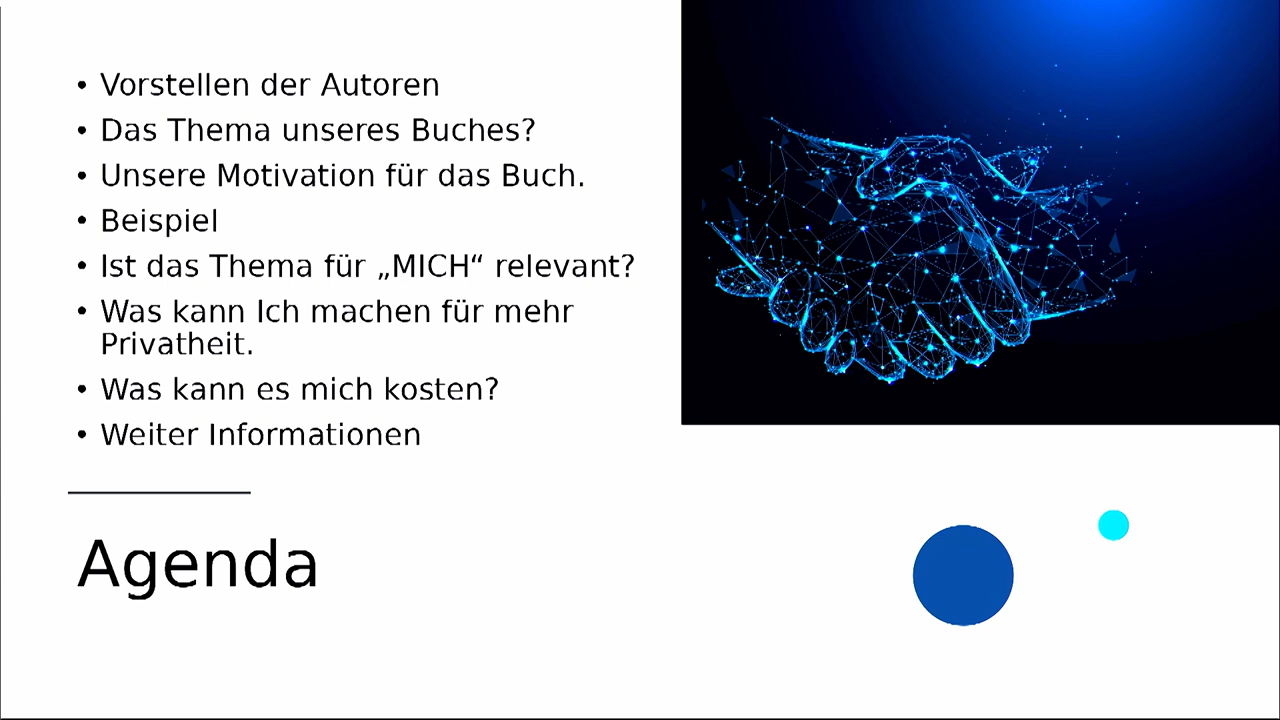 • Vorstellen der Autoren
• Das Thema unseres Buches?
• Unsere Motivation für das Buch.
• Beispiel
• Ist das Thema für „MICH“ relevant?
• Was kann Ich machen für mehr
Privatheit.
• Was kann es mich kosten?
• Weiter Informationen
Agenda